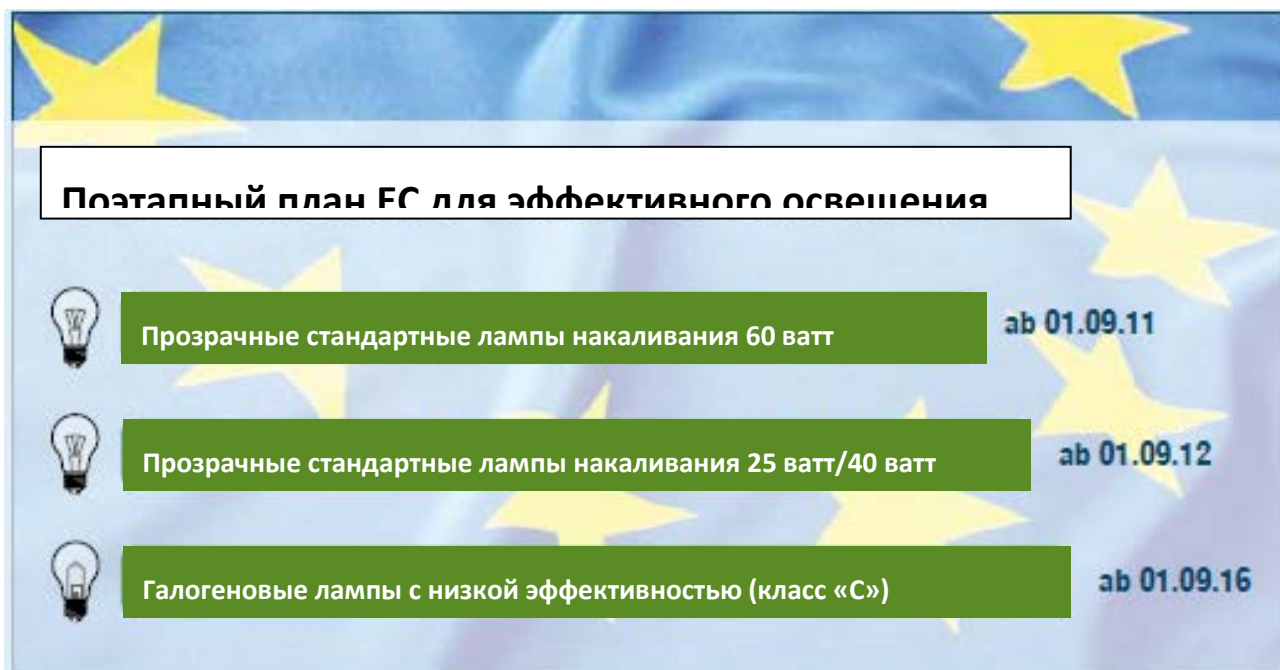 Поэтапный план ЕС для эффективного освещения
Прозрачные стандартные лампы накаливания 60 ватт
ab 01.09.11
Прозрачные стандартные лампы накаливания 25 ватт/40 ватт
ab 01.09.12
Галогеновые лампы с низкой эффективностью (класс «С»)
ab 01.09.16